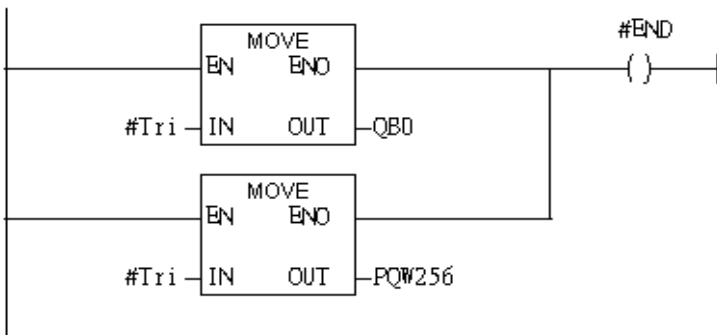 #END
MOVE
EN ENO
#Tri IN OUT QB0
MOVE
EN ENO
#Tri IN OUT PQW256